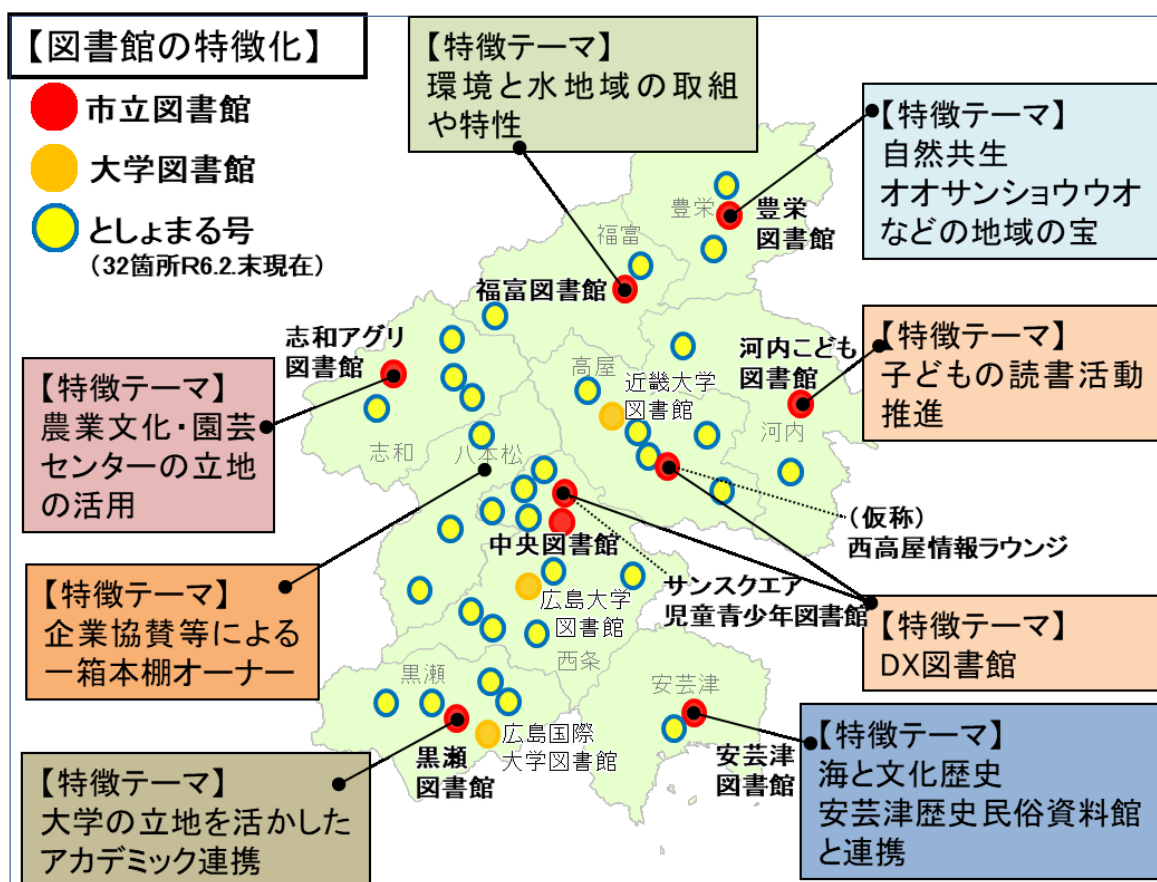 【図書館の特徴化】
市立図書館
大学図書館
としょまる号
（32箇所R6.2.末現在）
【特徴テーマ】
環境と水地域の取組
や特性
【特徴テーマ】
自然共生
オオサンショウウオ
などの地域の宝
豊栄
豊栄
図書館
福富
福富図書館
志和アグリ
図書館
【特徴テーマ】
農業文化・園芸
センターの立地
の活用
志和
八本松
高屋
近畿大学
図書館
河内こども
図書館
河内
【特徴テーマ】
子どもの読書活動
推進
（仮称）
西高屋情報ラウンジ
中央図書館
サンスクエア
児童青少年図書館
広島大学
図書館
西条
【特徴テーマ】
DX図書館
【特徴テーマ】
企業協賛等による
一箱本棚オーナー
黒瀬
黒瀬
図書館
広島国際
大学図書館
安芸津
安芸津
図書館
【特徴テーマ】
海と文化歴史
安芸津歴史民俗資料館
と連携
【特徴テーマ】
大学の立地を活かした
アカデミック連携